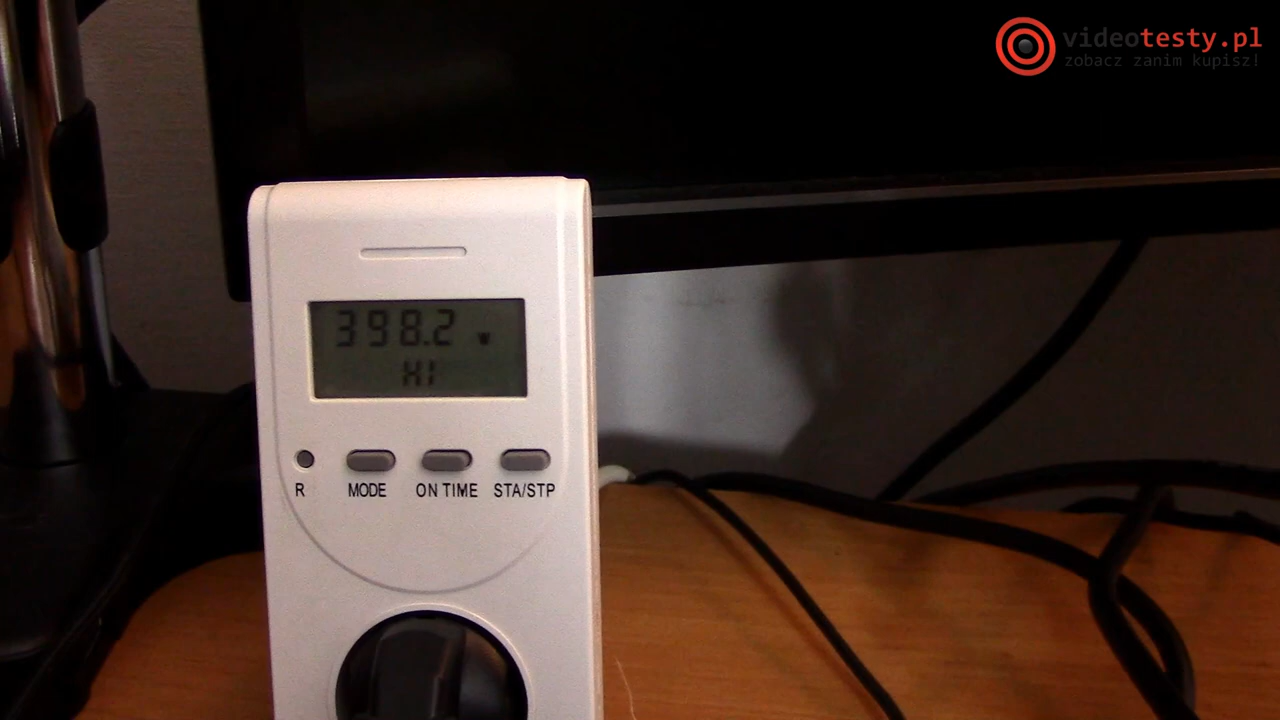 videotesty.pl
zobacz zanim kupisz!
398.2 W
HI
R MODE ON TIME STA/STP